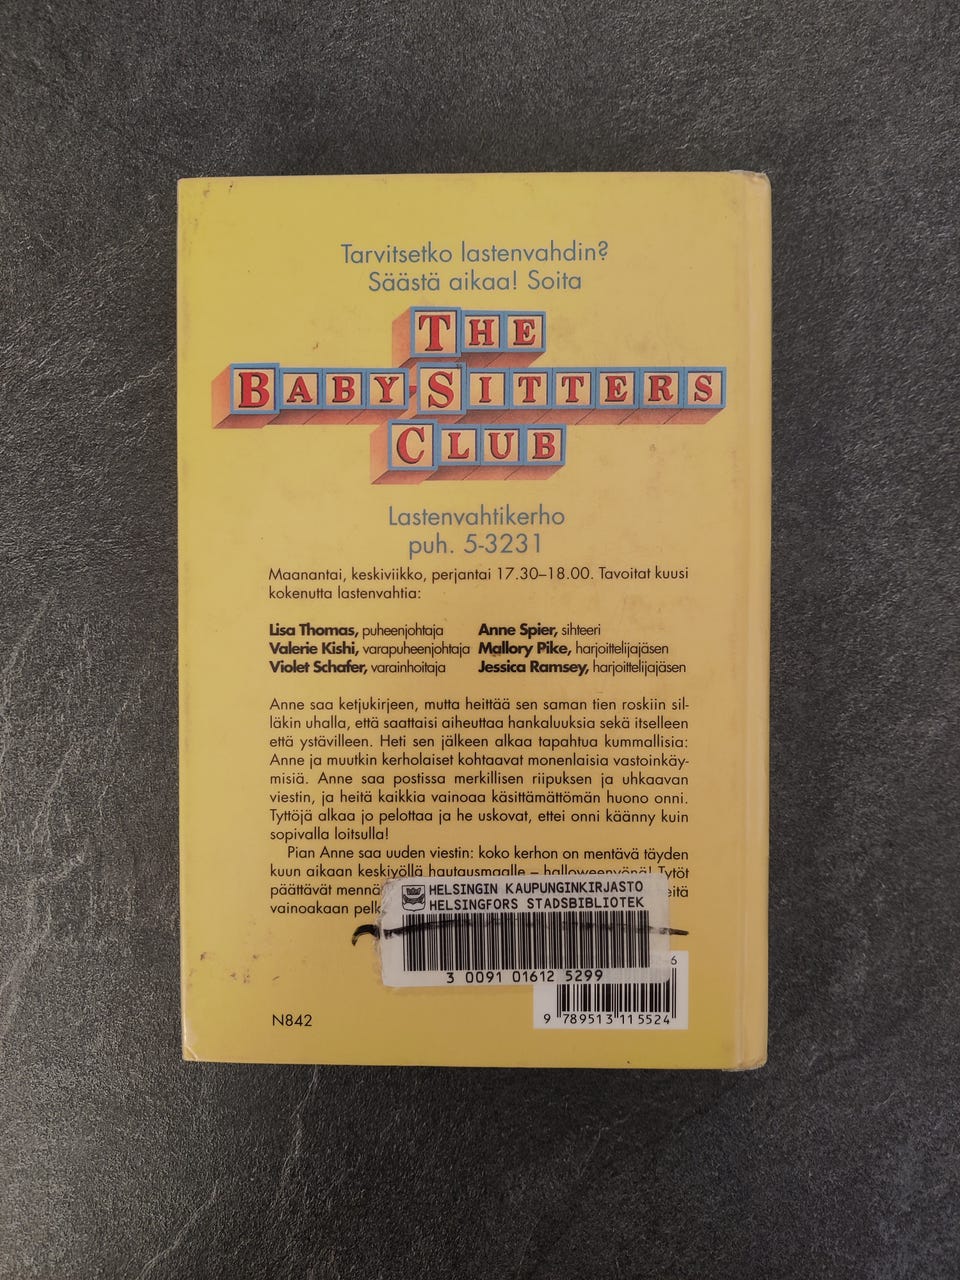 Tarvitsetko lastenvahdin?
Säästä aikaa! Soita
THE
BABY-SITTERS
CLUB
Lastenvahtikerho
puh. 5-3231
Maanantai, keskiviikko, perjantai 17.30–18.00. Tavoitat kuusi
kokenutta lastenvahtia:
Lisa Thomas, puheenjohtaja
Valerie Kishi, varapuheenjohtaja
Violet Schafer, varainhoitaja
Anne Spier, sihteeri
Mallory Pike, harjoittelijajäsen
Jessica Ramsey, harjoittelijajäsen
Anne saa ketjukirjeen, mutta heittää sen saman tien roskiin sil-
läkin uhalla, että saattaisi aiheuttaa hankaluuksia sekä itselleen
että ystävilleen. Heti sen jälkeen alkaa tapahtua kummallisia:
Anne ja muutkin kerholaiset kohtaavat monenlaisia vastoinkäy-
misiä. Anne saa postissa merkillisen riipuksen ja uhkaavan
viestin, ja heitä kaikkia vainoaa käsittämättömän huono onni.
Tyttöjä alkaa jo pelottaa ja he uskovat, ettei onni käänny kuin
sopivalla loitsulla!
Pian Anne saa uuden viestin: koko kerhon on mentävä täyden
kuun aikaan keskiyöllä hautausmaalle – halloweenyönä! Tytöt
päättävät mennä
vainoakaan
HELSINGIN KAUPUNGINKIRJASTO
HELSINGFORS STADSBIBLIOTEK
3 0091 01612 5299
6
9 789513 115524
N842